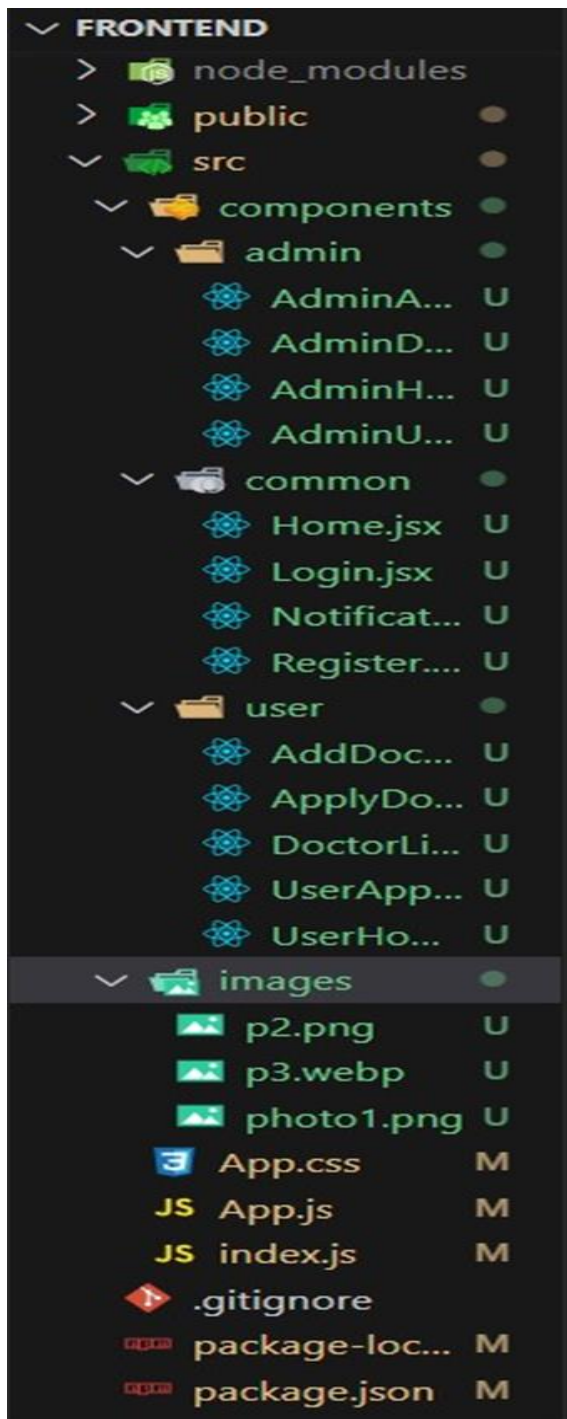 FRONTEND
node_modules
public
src
components
admin
AdminA... U
AdminD... U
AdminH... U
AdminU... U
common
Home.jsx U
Login.jsx U
Notificat... U
Register.... U
user
AddDoc... U
ApplyDo... U
DoctorLi... U
UserApp... U
UserHo... U
images
p2.png U
p3.webp U
photo1.png U
App.css M
JS App.js M
JS index.js M
.gitignore
package-loc... M
package.json M